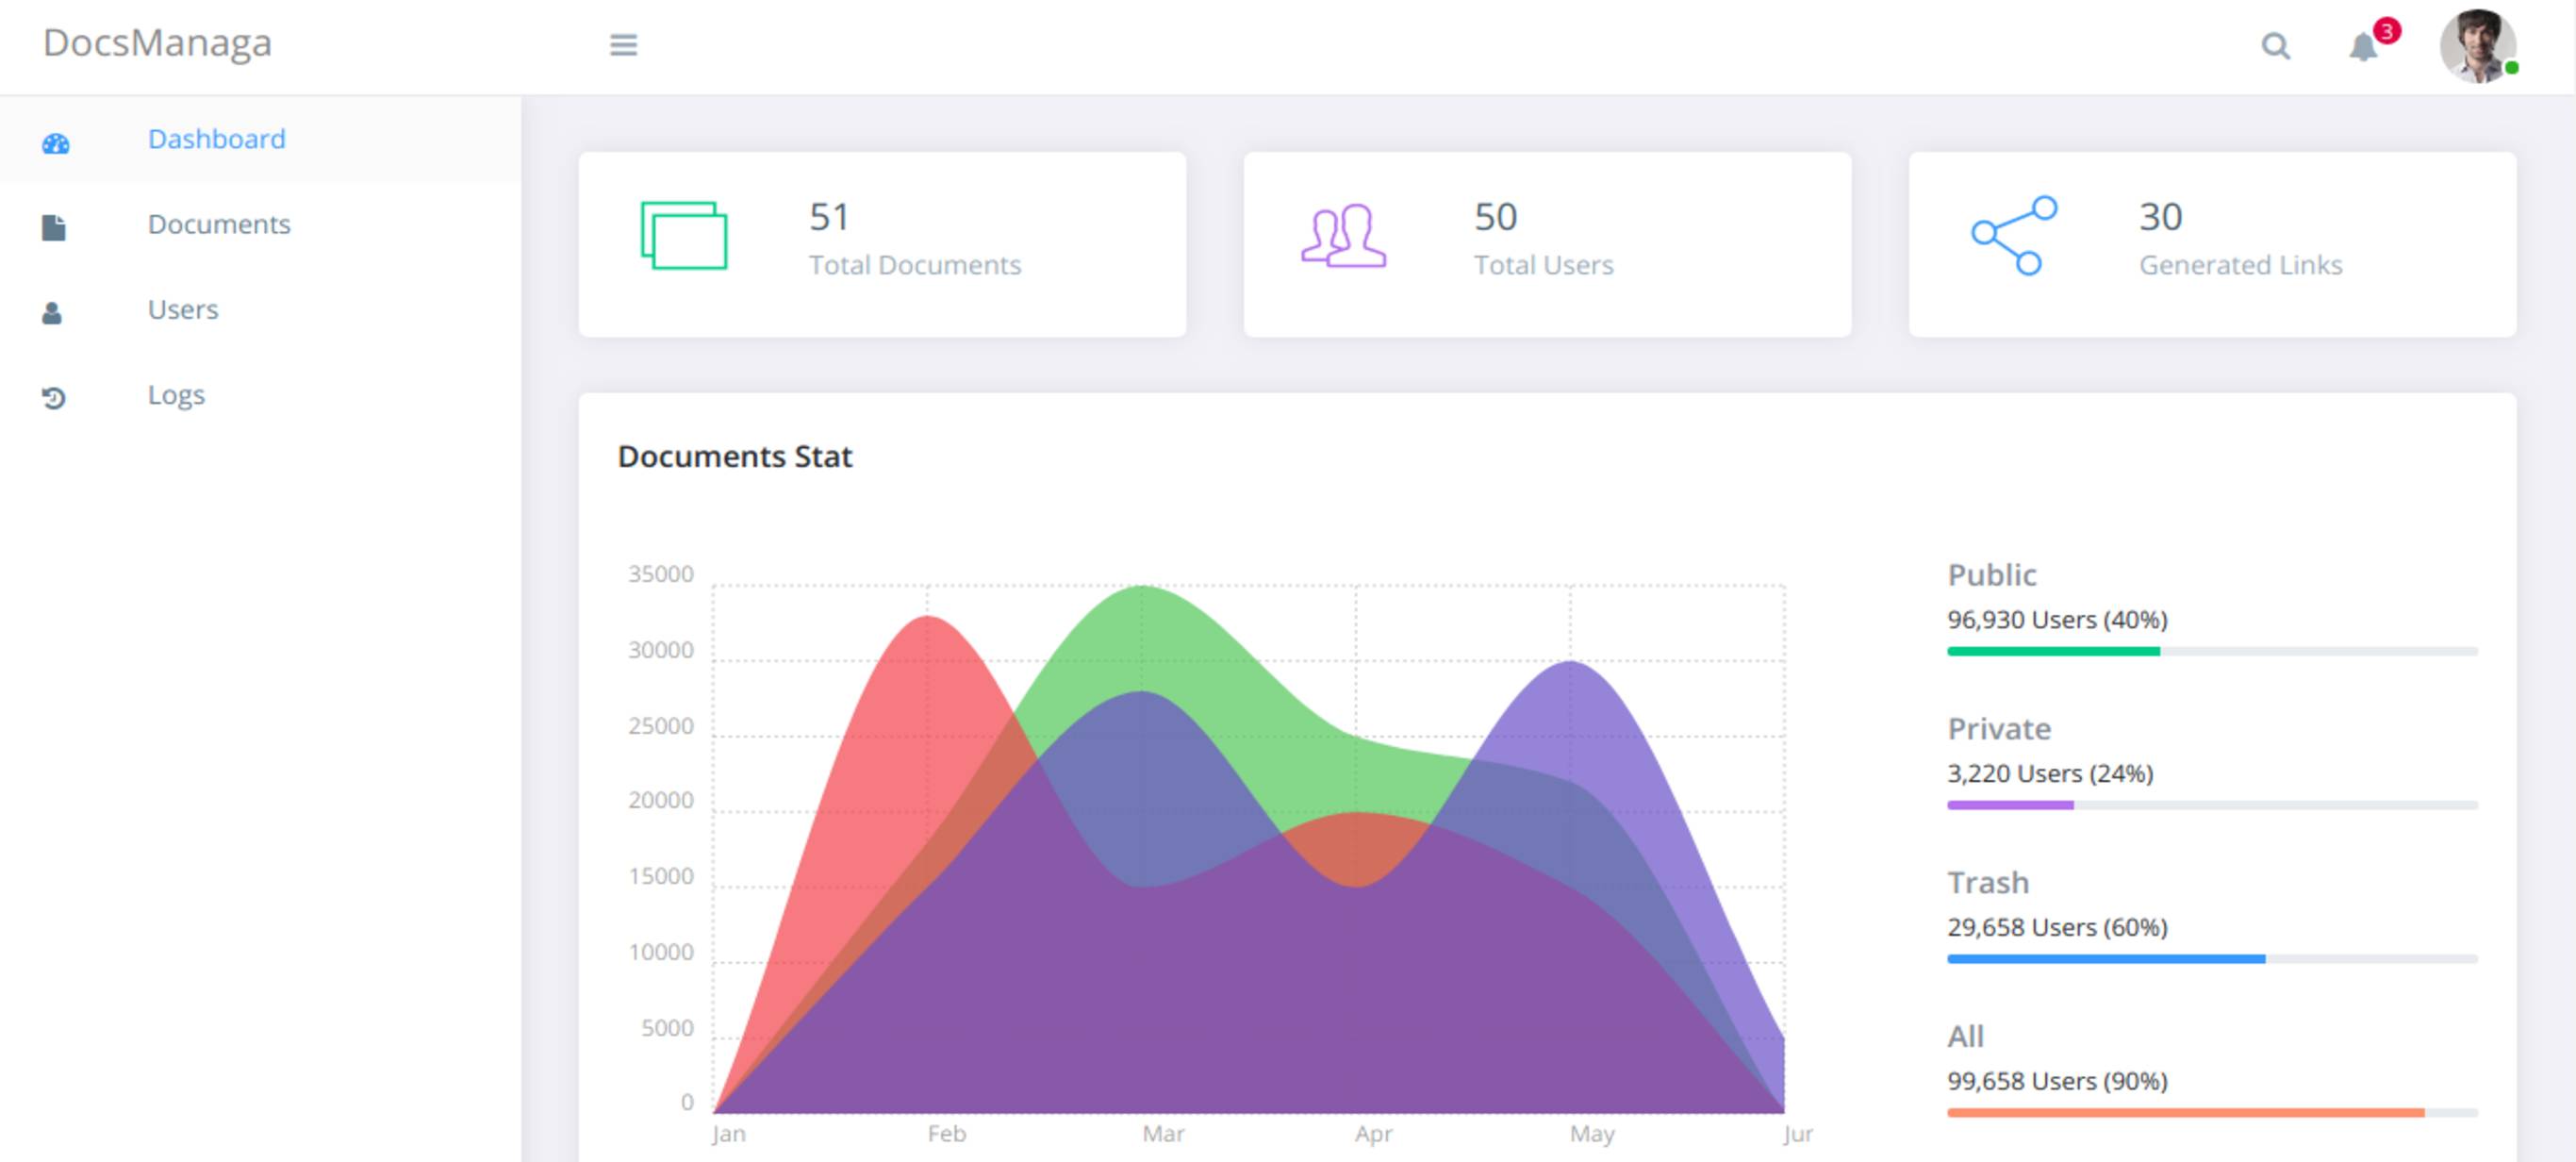 DocsManaga
3
Dashboard
Documents
Users
Logs
51
Total Documents
50
Total Users
30
Generated Links
Documents Stat
35000
30000
25000
20000
15000
10000
5000
0
Jan Feb Mar Apr May Jur
Public
96,930 Users (40%)
Private
3,220 Users (24%)
Trash
29,658 Users (60%)
All
99,658 Users (90%)